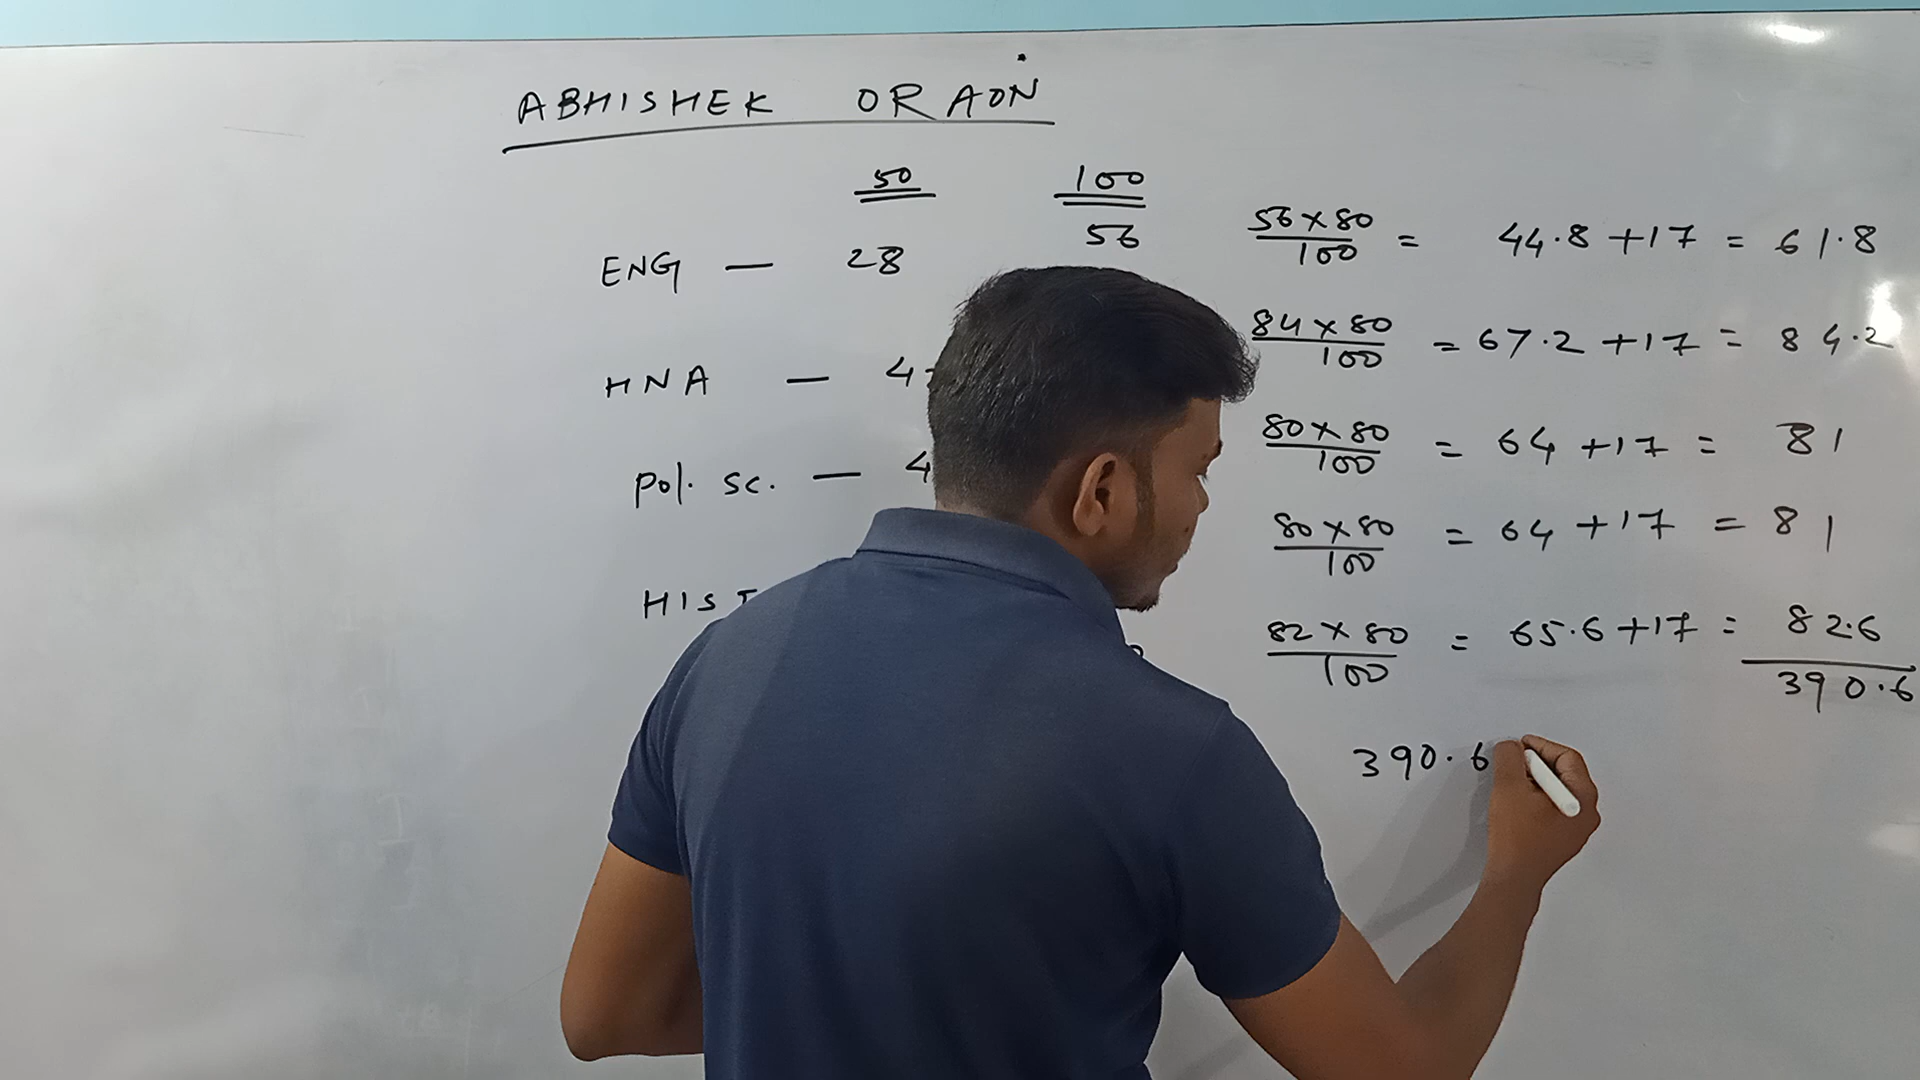 ABHISHEK ORAON
50 100
ENG — 28 56
56 x 80 / 100 = 44.8 + 17 = 61.8
HNA — 4
84 x 80 / 100 = 67.2 + 17 = 84.2
Pol. Sc. — 4
80 x 80 / 100 = 64 + 17 = 81
HIST
80 x 80 / 100 = 64 + 17 = 81
82 x 80 / 100 = 65.6 + 17 = 82.6
390.6
390.6